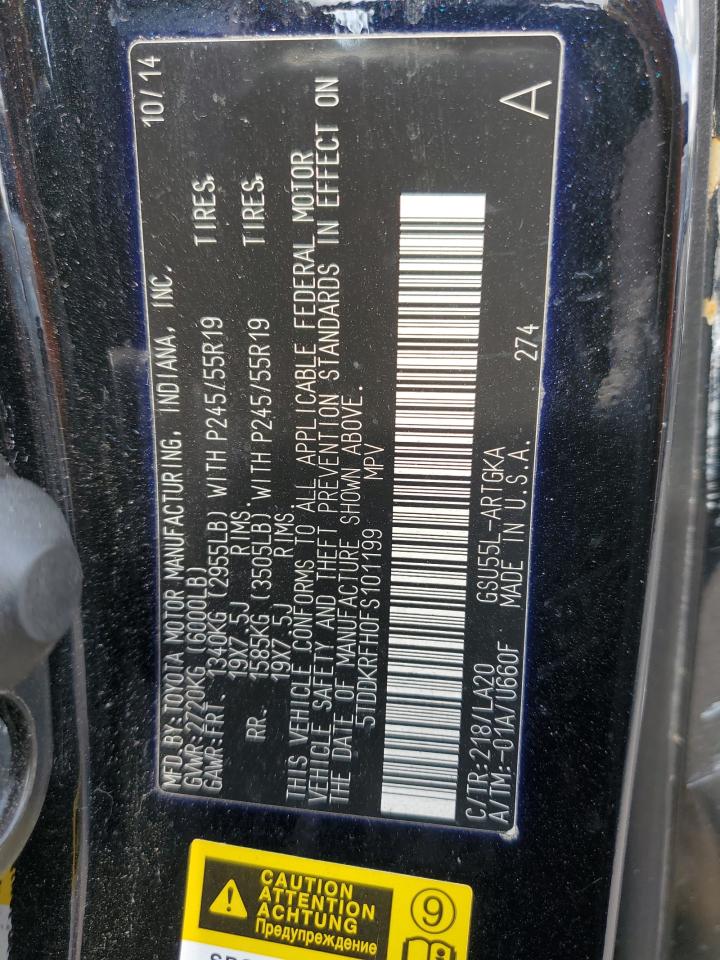 MFD. BY: TOYOTA MOTOR MANUFACTURING, INDIANA, INC. 10/14
GVWR: 2720KG (6000LB)
GAWR: FRT. 1340KG (2955LB) WITH P245/55R19 TIRES,
19X7.5J RIMS.
RR. 1585KG (3505LB) WITH P245/55R19 TIRES,
19X7.5J RIMS.
THIS VEHICLE CONFORMS TO ALL APPLICABLE FEDERAL MOTOR
VEHICLE SAFETY AND THEFT PREVENTION STANDARDS IN EFFECT ON
THE DATE OF MANUFACTURE SHOWN ABOVE.
5TDDKRFH0FS101199 MPV
C/TR: 218/LA20 GSU55L-ARTGKA 274
A/TM: -01A/U660F MADE IN U.S.A. A
CAUTION
ATTENTION
ACHTUNG
Предупреждение
9